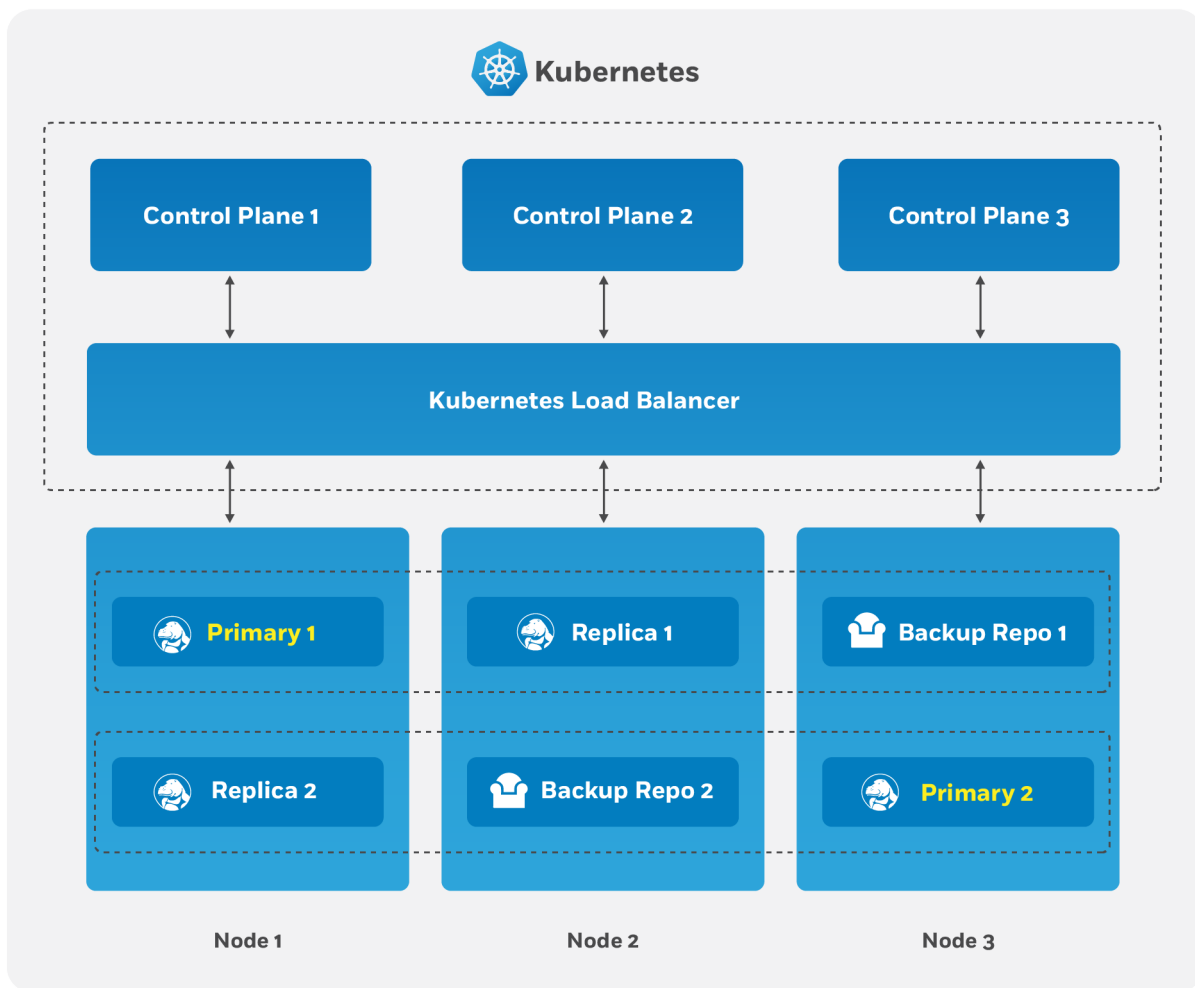 Kubernetes
Control Plane 1
Control Plane 2
Control Plane 3
Kubernetes Load Balancer
Primary 1
Replica 1
Backup Repo 1
Replica 2
Backup Repo 2
Primary 2
Node 1
Node 2
Node 3